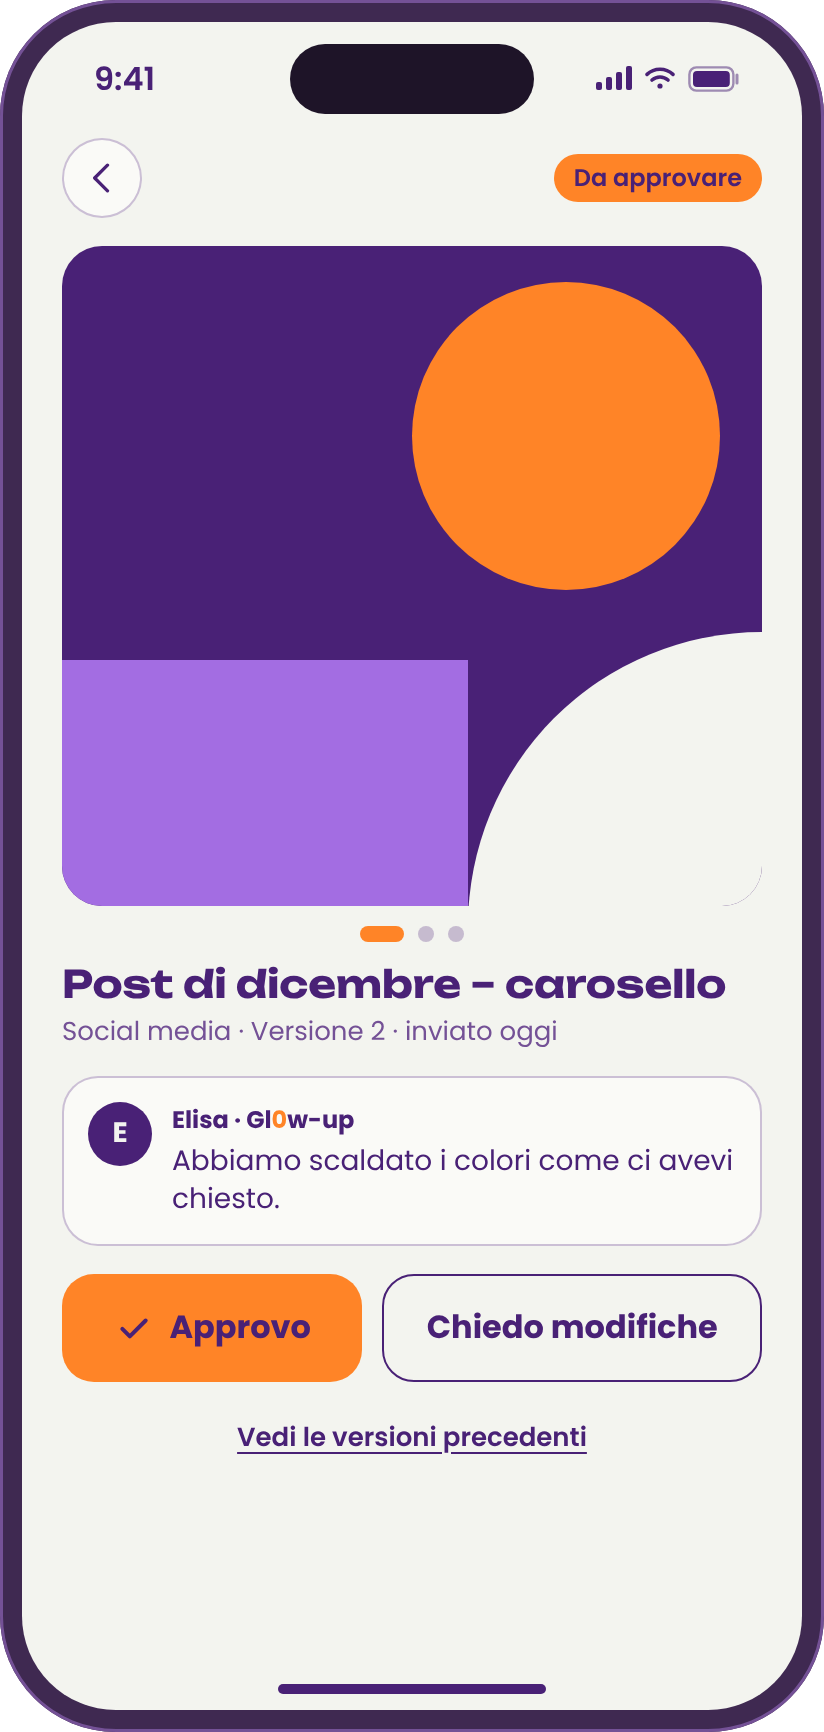 9:41
Da approvare
Post di dicembre – carosello
Social media · Versione 2 · inviato oggi
E
Elisa · Gl0w-up
Abbiamo scaldato i colori come ci avevi
chiesto.
Approvo
Chiedo modifiche
Vedi le versioni precedenti